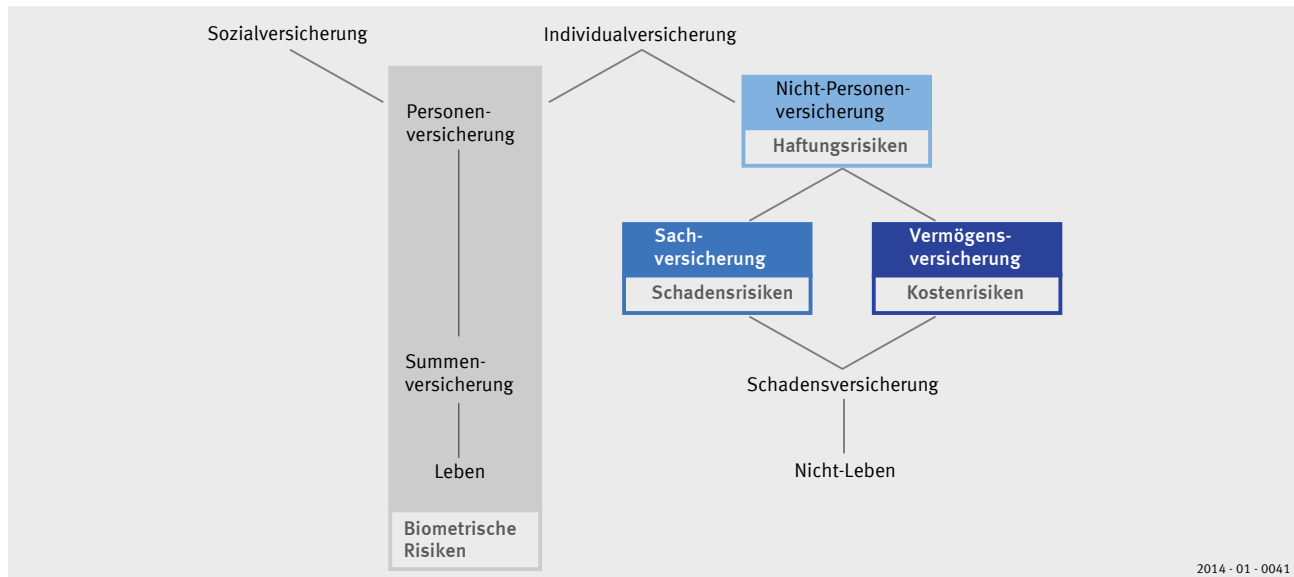 Sozialversicherung
Individualversicherung
Personen-
versicherung
Nicht-Personen-
versicherung
Haftungsrisiken
Sach-
versicherung
Schadensrisiken
Vermögens-
versicherung
Kostenrisiken
Summen-
versicherung
Schadensversicherung
Leben
Nicht-Leben
Biometrische
Risiken
2014 - 01 - 0041